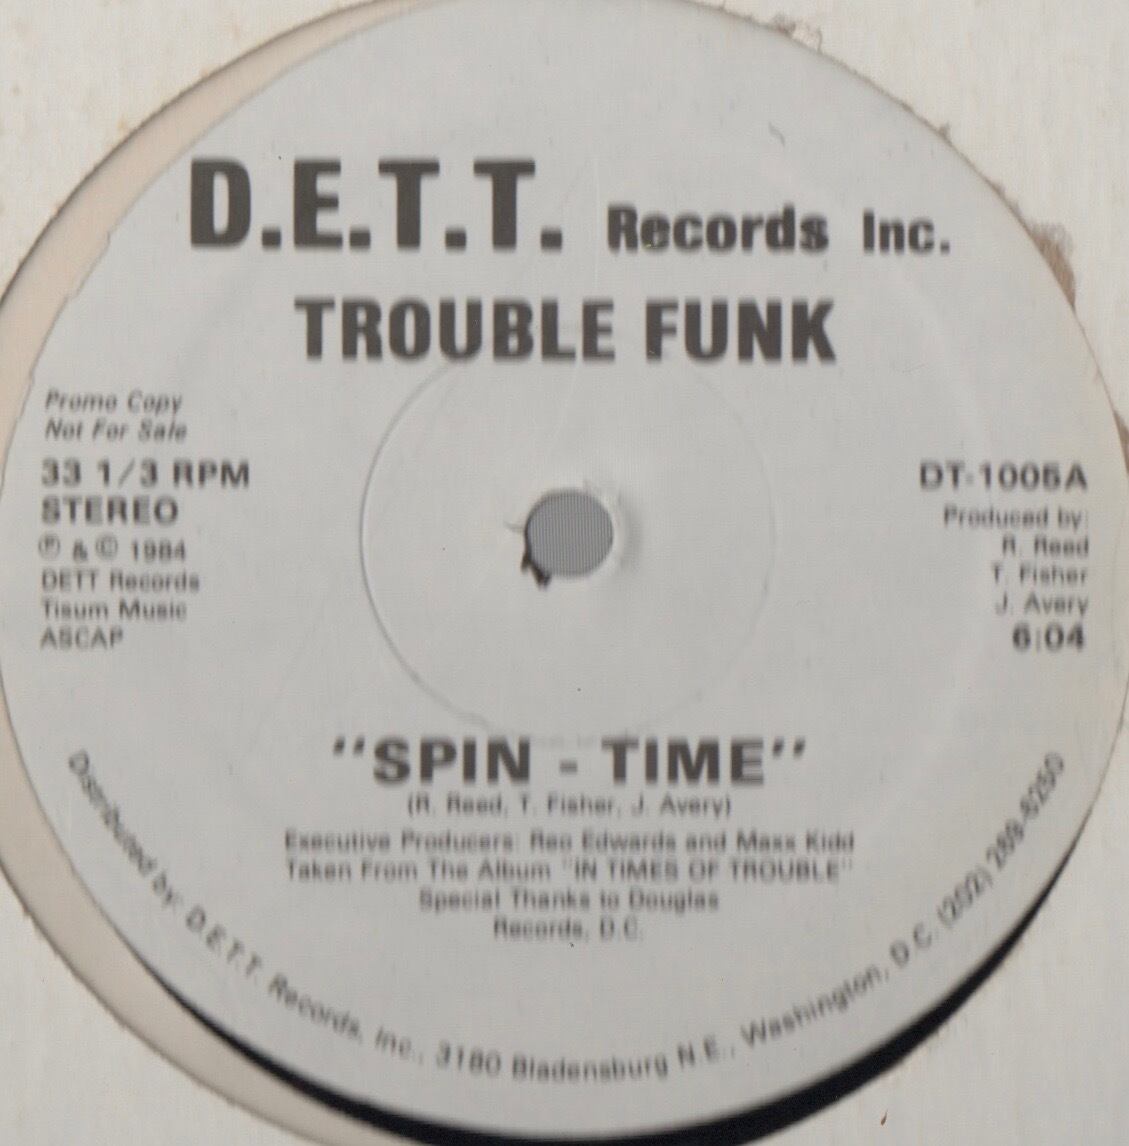 D.E.T.T. Records Inc.
TROUBLE FUNK
Promo Copy
Not For Sale
33 1/3 RPM
STEREO
Ⓟ & © 1984
DETT Records
Tisum Music
ASCAP
DT-1005A
Produced by:
R. Reed
T. Fisher
J. Avery
6:04
"SPIN - TIME"
(R. Reed, T. Fisher, J. Avery)
Executive Producers: Reo Edwards and Maxx Kidd
Taken From The Album "IN TIMES OF TROUBLE"
Special Thanks to Douglas
Records, D.C.
Distributed by: D.E.T.T. Records, Inc., 3180 Bladensburg N.E., Washington, D.C. (202)